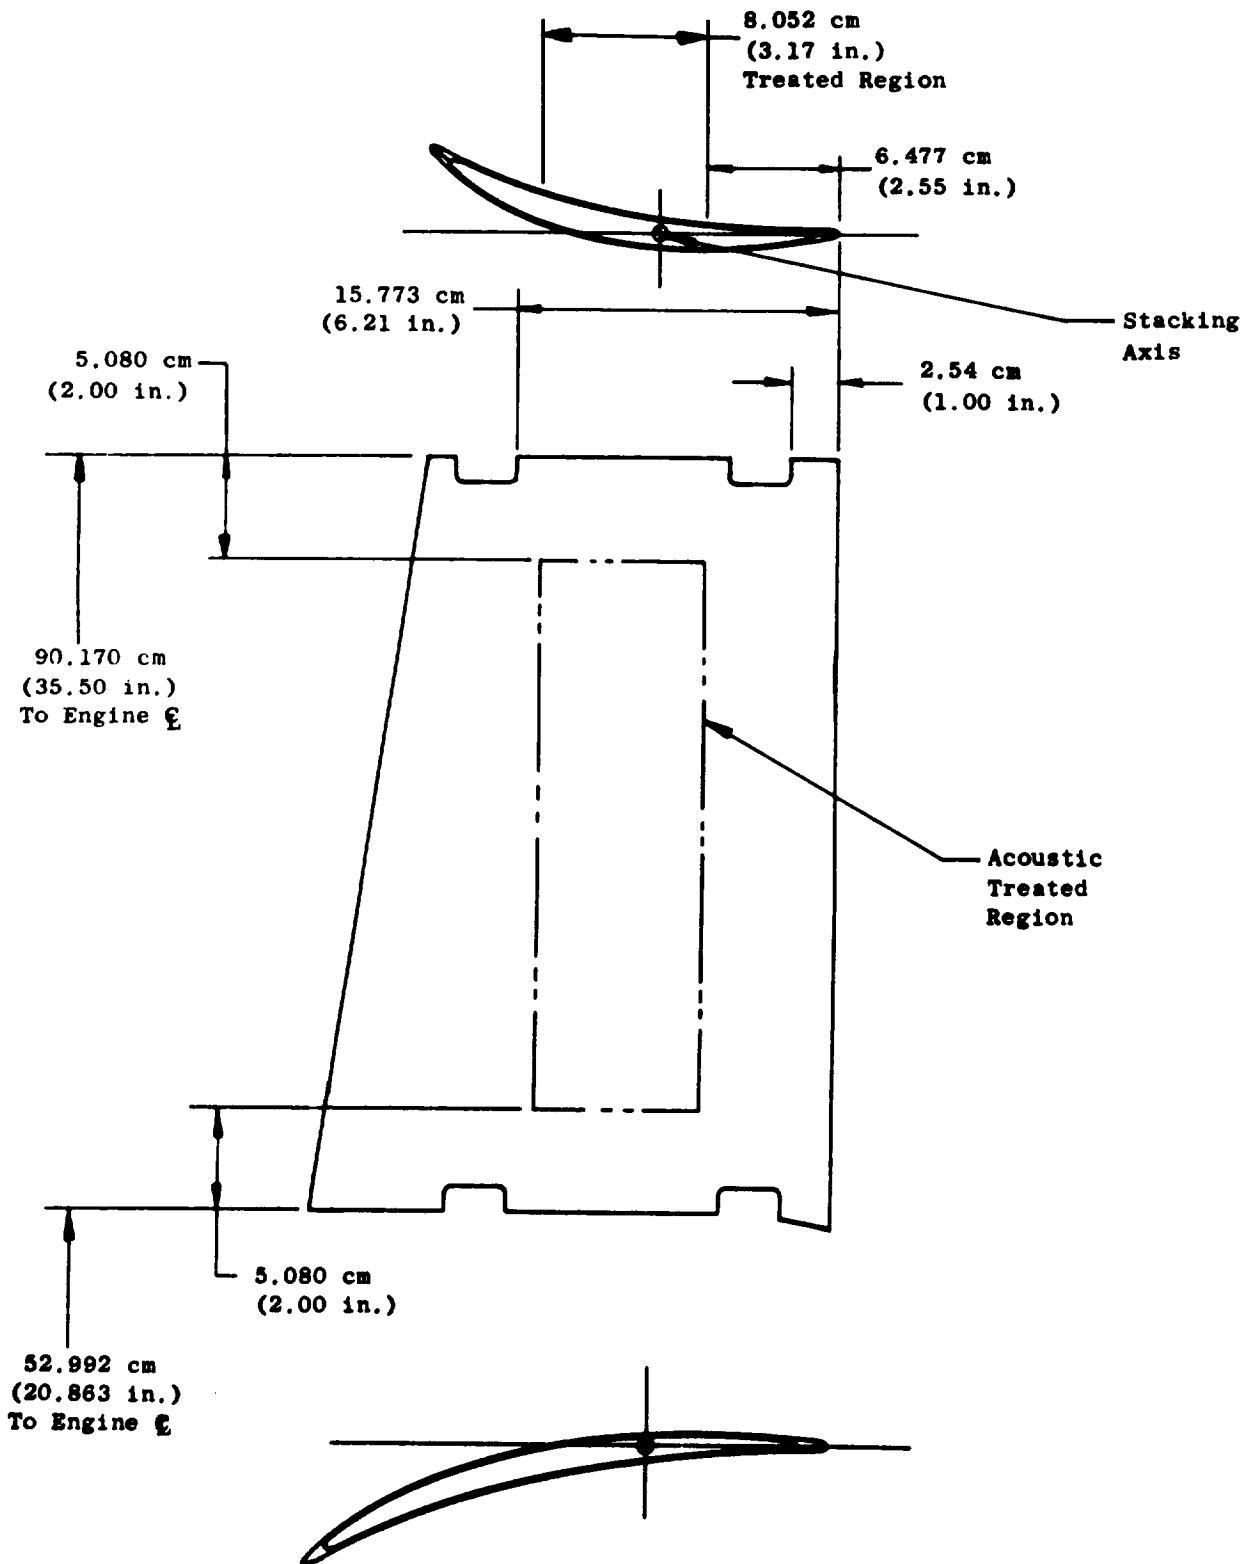 8.052 cm
(3.17 in.)
Treated Region
6.477 cm
(2.55 in.)
15.773 cm
(6.21 in.)
Stacking
Axis
5.080 cm
(2.00 in.)
2.54 cm
(1.00 in.)
90.170 cm
(35.50 in.)
To Engine ℄
Acoustic
Treated
Region
5.080 cm
(2.00 in.)
52.992 cm
(20.863 in.)
To Engine ℄